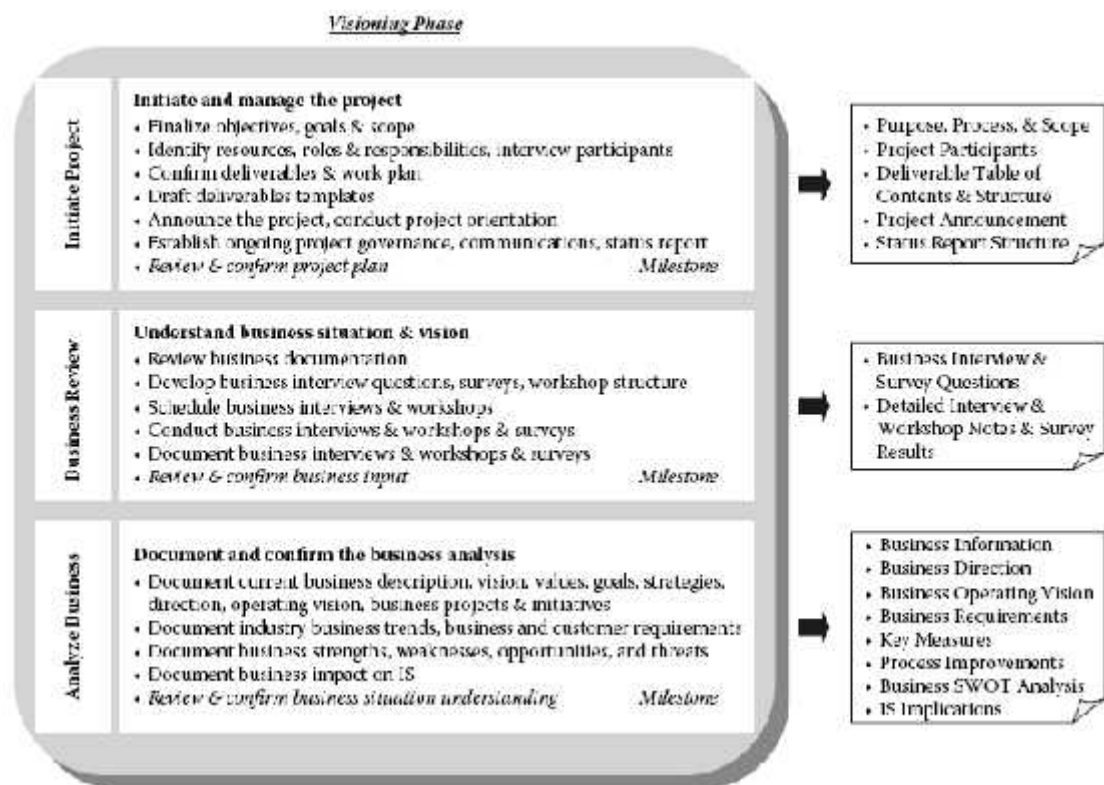 Visioning Phase
Initiate Project
Initiate and manage the project
• Finalize objectives, goals & scope
• Identify resources, roles & responsibilities, interview participants
• Confirm deliverables & work plan
• Draft deliverables templates
• Announce the project, conduct project orientation
• Establish ongoing project governance, communications, status report
• Review & confirm project plan Milestone
• Purpose, Process, & Scope
• Project Participants
• Deliverable Table of
Contents & Structure
• Project Announcement
• Status Report Structure
Business Review
Understand business situation & vision
• Review business documentation
• Develop business interview questions, surveys, workshop structure
• Schedule business interviews & workshops
• Conduct business interviews & workshops & surveys
• Document business interviews & workshops & surveys
• Review & confirm business input Milestone
• Business Interview &
Survey Questions
• Detailed Interview &
Workshop Notes & Survey
Results
Analyze Business
Document and confirm the business analysis
• Document current business description, vision, values, goals, strategies,
direction, operating vision, business projects & initiatives
• Document industry business trends, business and customer requirements
• Document business strengths, weaknesses, opportunities, and threats
• Document business impact on IS
• Review & confirm business situation understanding Milestone
• Business Information
• Business Direction
• Business Operating Vision
• Business Requirements
• Key Measures
• Process Improvements
• Business SWOT Analysis
• IS Implications